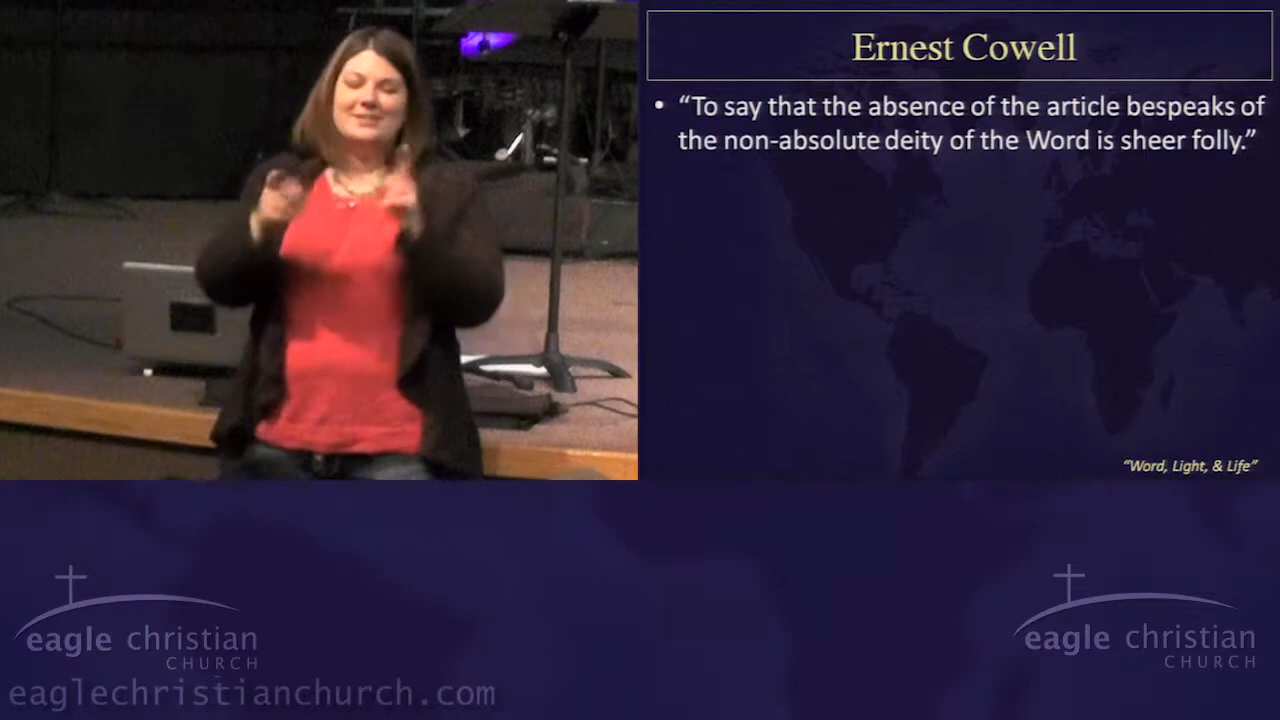 Ernest Cowell
• “To say that the absence of the article bespeaks of
the non-absolute deity of the Word is sheer folly.”
“Word, Light, & Life”
eagle christian
CHURCH
eagle christian
CHURCH
eaglechristianchurch.com